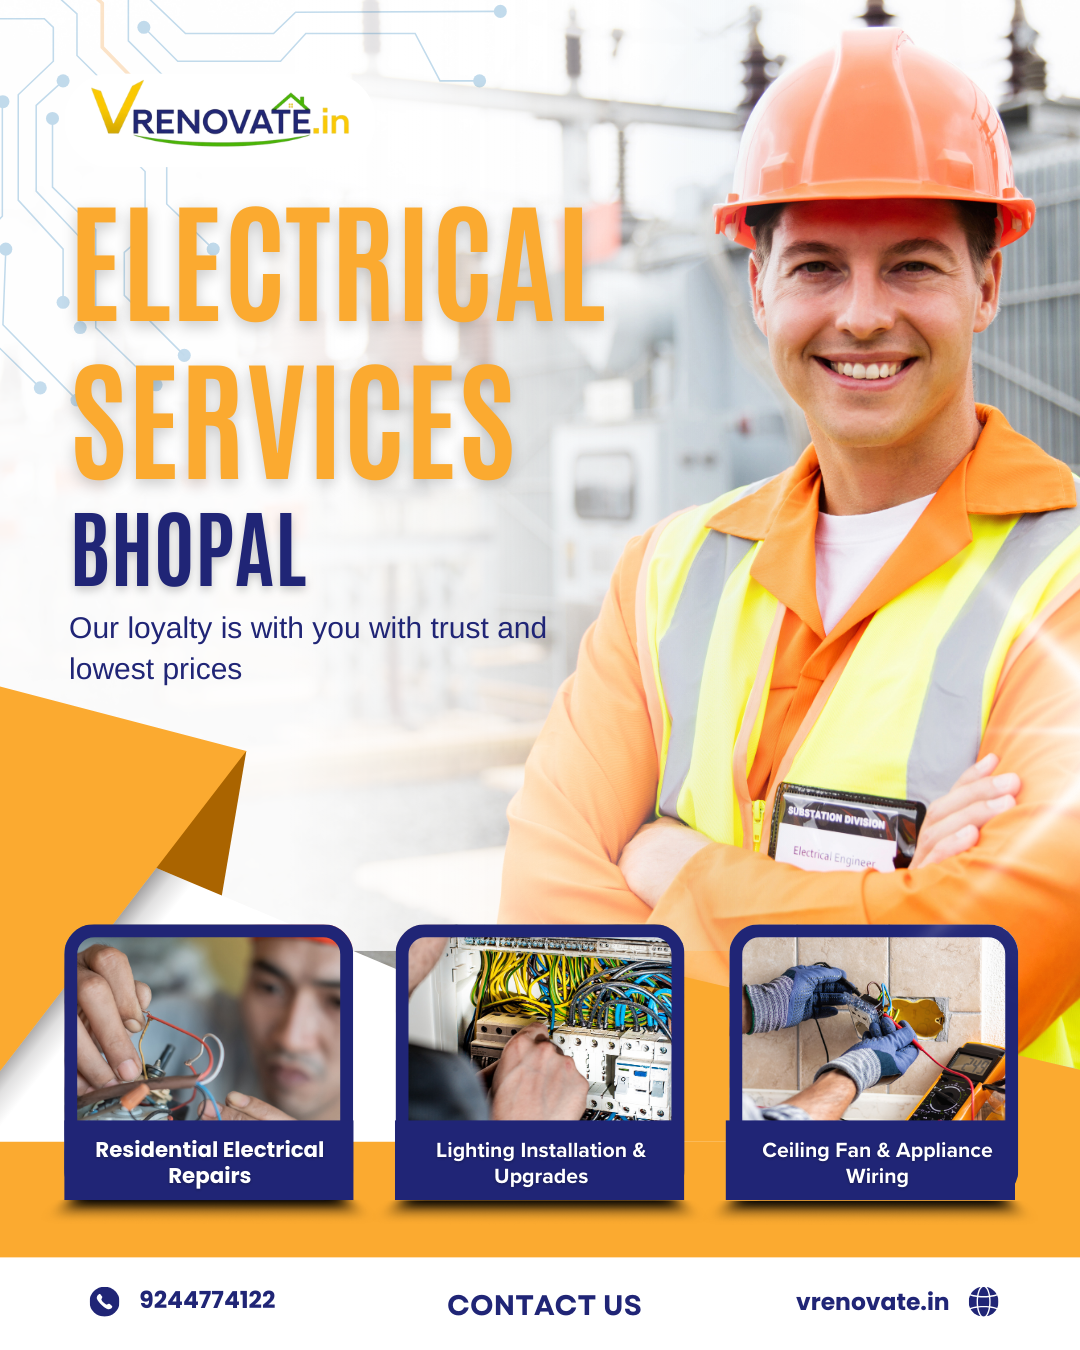 VRENOVATE.in
ELECTRICAL
SERVICES
BHOPAL
Our loyalty is with you with trust and
lowest prices
SUBSTATION DIVISION
Electrical Engineer
Residential Electrical
Repairs
Lighting Installation &
Upgrades
Ceiling Fan & Appliance
Wiring
9244774122
CONTACT US
vrenovate.in